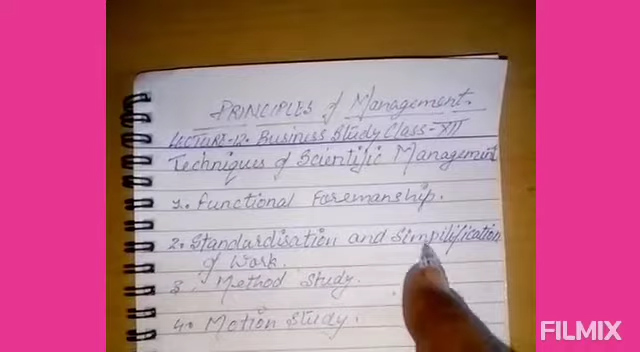 PRINCIPLES of Management.
LECTURE-12. Business Study Class-XII
Techniques of Scientific Management
1. Functional Foremanship.
2. Standardisation and Simplification
of Work.
3. Method Study.
4. Motion Study.
FILMIX